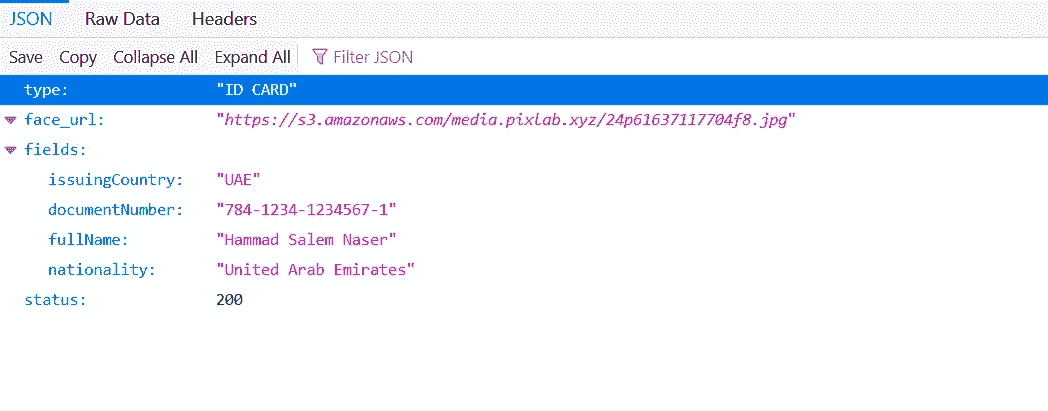 JSON Raw Data Headers
Save Copy Collapse All Expand All Filter JSON
type: "ID CARD"
face_url: "https://s3.amazonaws.com/media.pixlab.xyz/24p61637117704f8.jpg"
fields:
issuingCountry: "UAE"
documentNumber: "784-1234-1234567-1"
fullName: "Hammad Salem Naser"
nationality: "United Arab Emirates"
status: 200